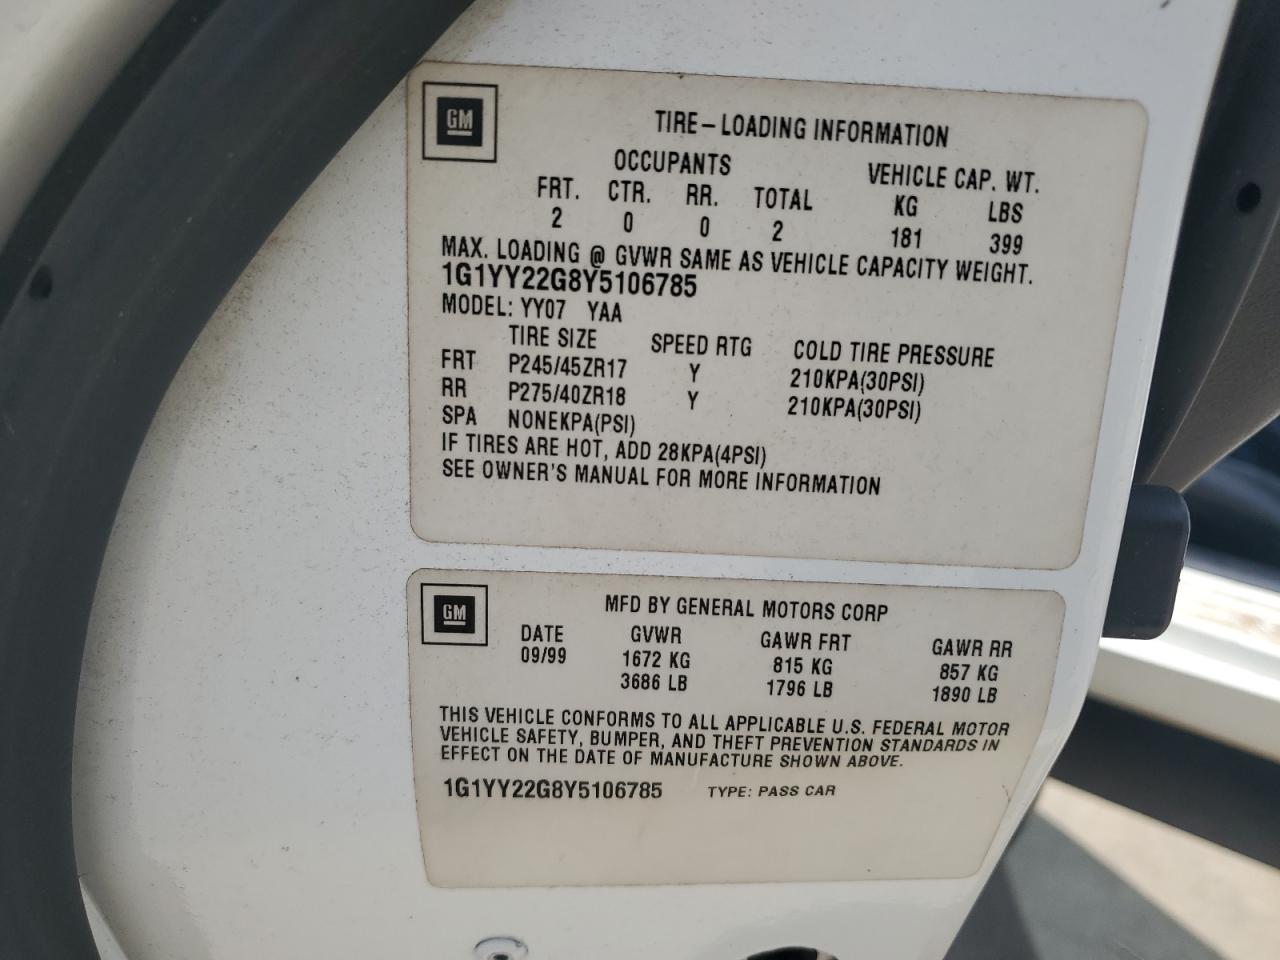 GM
TIRE-LOADING INFORMATION
OCCUPANTS VEHICLE CAP. WT.
FRT. CTR. RR. TOTAL KG LBS
2 0 0 2 181 399
MAX. LOADING @ GVWR SAME AS VEHICLE CAPACITY WEIGHT.
1G1YY22G8Y5106785
MODEL: YY07 YAA
TIRE SIZE SPEED RTG COLD TIRE PRESSURE
FRT P245/45ZR17 Y 210KPA(30PSI)
RR P275/40ZR18 Y 210KPA(30PSI)
SPA NONEKPA(PSI)
IF TIRES ARE HOT, ADD 28KPA(4PSI)
SEE OWNER'S MANUAL FOR MORE INFORMATION
GM
MFD BY GENERAL MOTORS CORP
DATE GVWR GAWR FRT GAWR RR
09/99 1672 KG 815 KG 857 KG
3686 LB 1796 LB 1890 LB
THIS VEHICLE CONFORMS TO ALL APPLICABLE U.S. FEDERAL MOTOR
VEHICLE SAFETY, BUMPER, AND THEFT PREVENTION STANDARDS IN
EFFECT ON THE DATE OF MANUFACTURE SHOWN ABOVE.
1G1YY22G8Y5106785 TYPE: PASS CAR